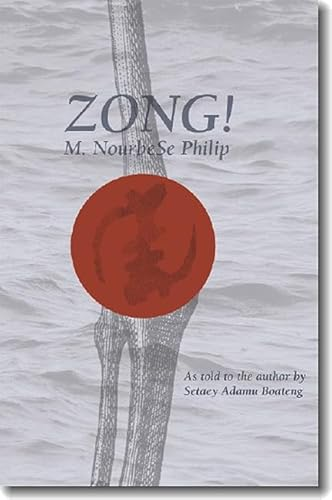 ZONG!
M. NourbeSe Philip
As told to the author by
Setaey Adamu Boateng